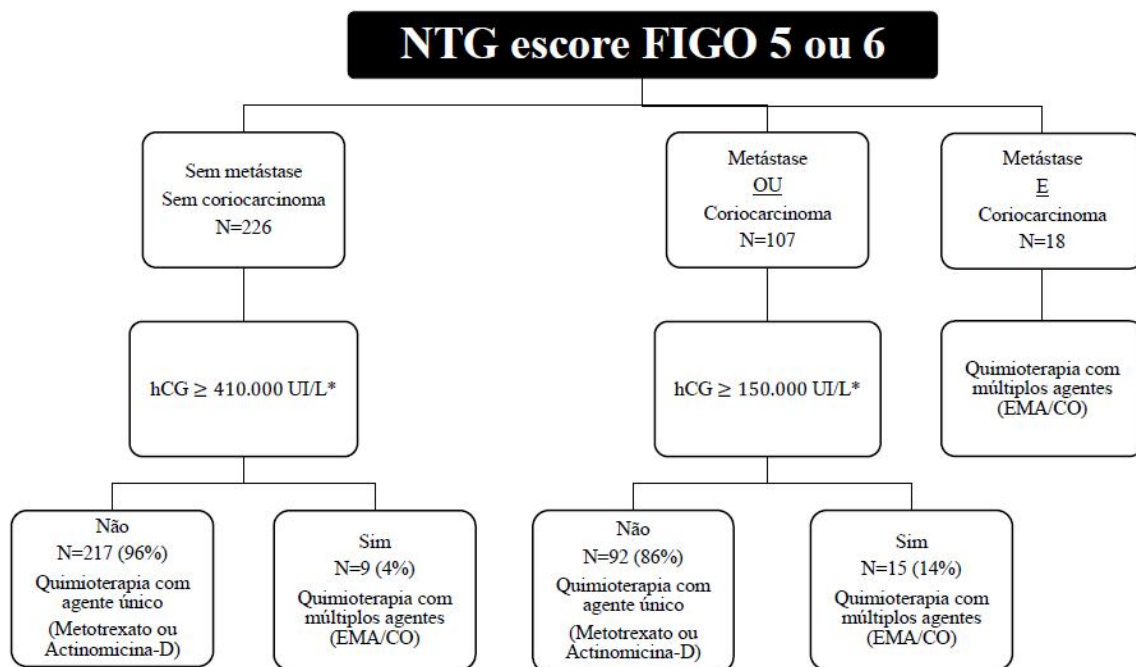 NTG escore FIGO 5 ou 6
Sem metástase
Sem coriocarcinoma
N=226
Metástase
OU
Coriocarcinoma
N=107
Metástase
E
Coriocarcinoma
N=18
hCG ≥ 410.000 UI/L*
hCG ≥ 150.000 UI/L*
Quimioterapia com
múltiplos agentes
(EMA/CO)
Não
N=217 (96%)
Quimioterapia com
agente único
(Metotrexato ou
Actinomicina-D)
Sim
N=9 (4%)
Quimioterapia com
múltiplos agentes
(EMA/CO)
Não
N=92 (86%)
Quimioterapia com
agente único
(Metotrexato ou
Actinomicina-D)
Sim
N=15 (14%)
Quimioterapia com
múltiplos agentes
(EMA/CO)